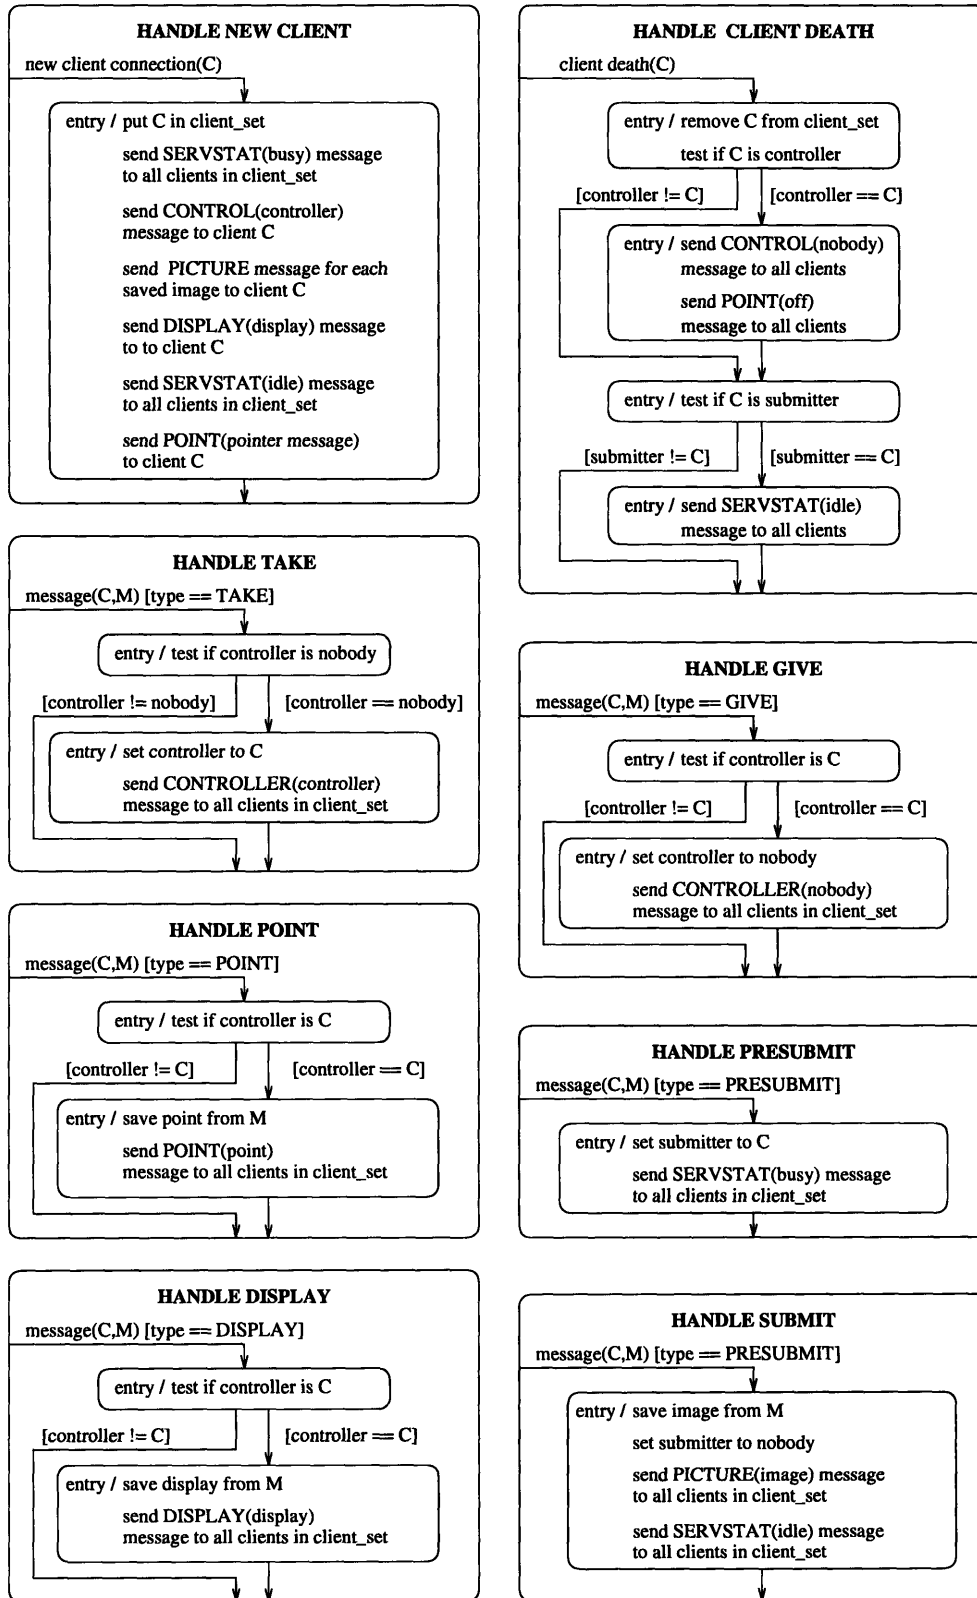 HANDLE NEW CLIENT
new client connection(C)
entry / put C in client_set
send SERVSTAT(busy) message
to all clients in client_set
send CONTROL(controller)
message to client C
send PICTURE message for each
saved image to client C
send DISPLAY(display) message
to to client C
send SERVSTAT(idle) message
to all clients in client_set
send POINT(pointer message)
to client C
HANDLE TAKE
message(C,M) [type == TAKE]
entry / test if controller is nobody
[controller != nobody]
[controller == nobody]
entry / set controller to C
send CONTROLLER(controller)
message to all clients in client_set
HANDLE POINT
message(C,M) [type == POINT]
entry / test if controller is C
[controller != C]
[controller == C]
entry / save point from M
send POINT(point)
message to all clients in client_set
HANDLE DISPLAY
message(C,M) [type == DISPLAY]
entry / test if controller is C
[controller != C]
[controller == C]
entry / save display from M
send DISPLAY(display)
message to all clients in client_set
HANDLE CLIENT DEATH
client death(C)
entry / remove C from client_set
test if C is controller
[controller != C]
[controller == C]
entry / send CONTROL(nobody)
message to all clients
send POINT(off)
message to all clients
entry / test if C is submitter
[submitter != C]
[submitter == C]
entry / send SERVSTAT(idle)
message to all clients
HANDLE GIVE
message(C,M) [type == GIVE]
entry / test if controller is C
[controller != C]
[controller == C]
entry / set controller to nobody
send CONTROLLER(nobody)
message to all clients in client_set
HANDLE PRESUBMIT
message(C,M) [type == PRESUBMIT]
entry / set submitter to C
send SERVSTAT(busy) message
to all clients in client_set
HANDLE SUBMIT
message(C,M) [type == PRESUBMIT]
entry / save image from M
set submitter to nobody
send PICTURE(image) message
to all clients in client_set
send SERVSTAT(idle) message
to all clients in client_set